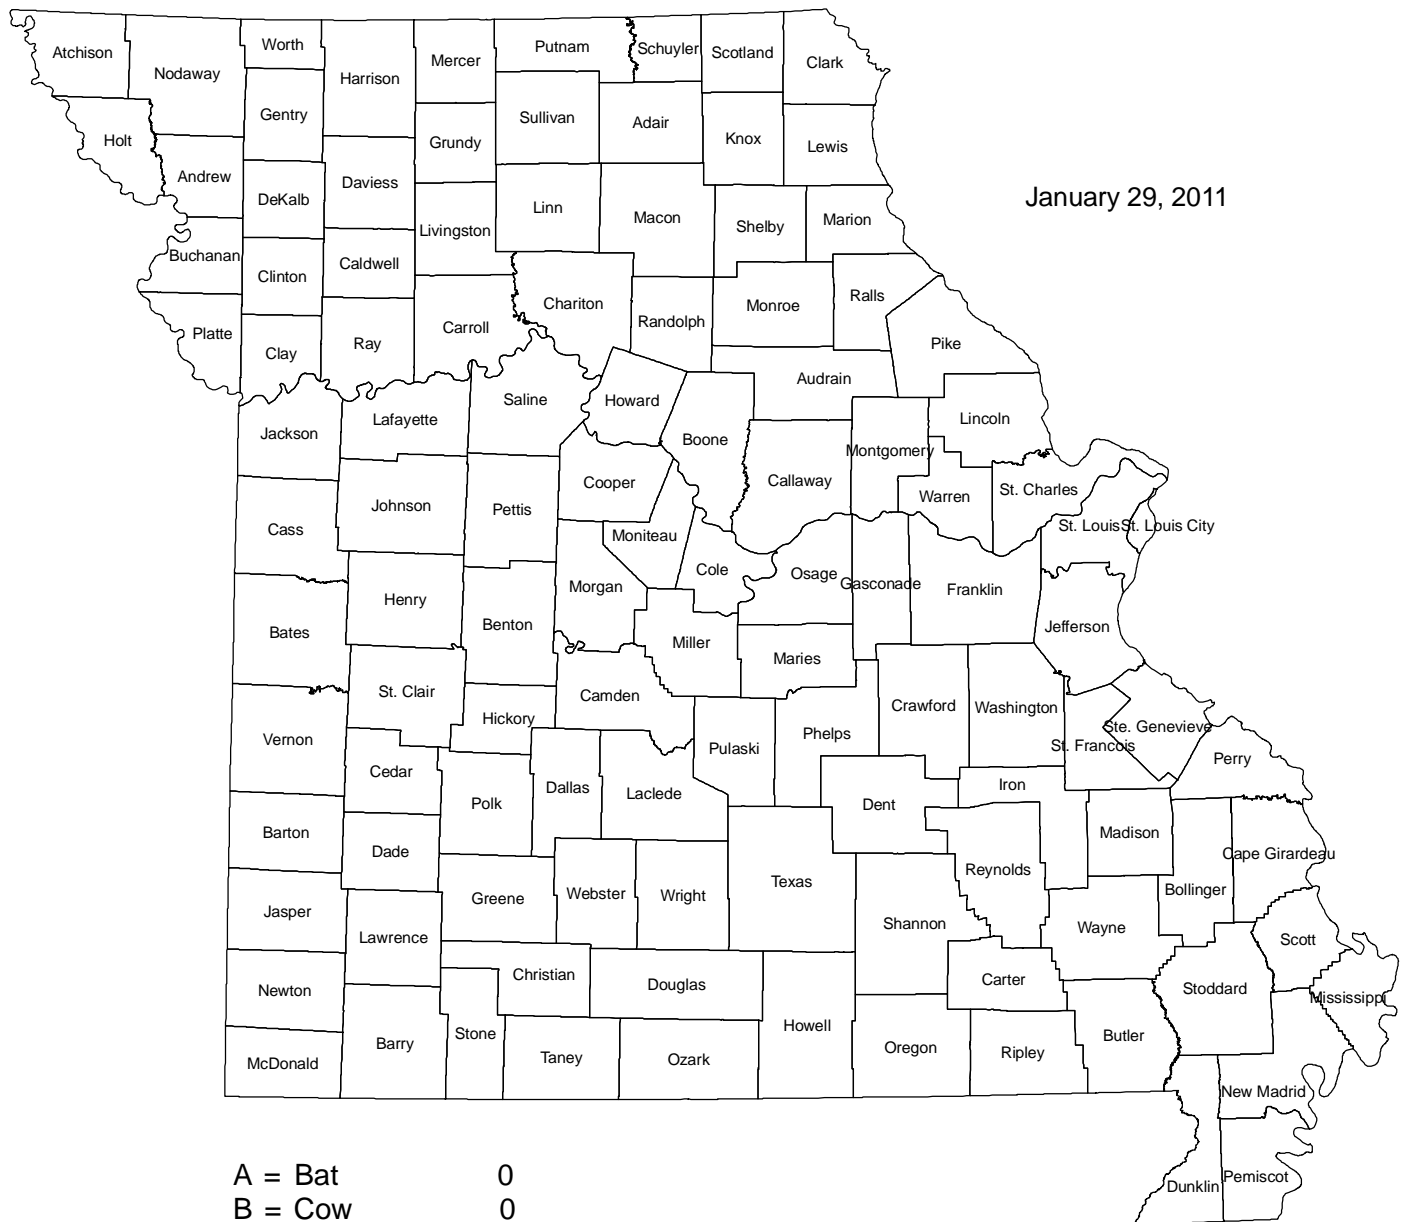 Atchison
Nodaway
Worth
Harrison
Mercer
Putnam
Schuyler
Scotland
Clark
Gentry
Sullivan
Adair
Knox
Lewis
Holt
Grundy
Andrew
DeKalb
Daviess
Linn
Macon
Shelby
Marion
January 29, 2011
Livingston
Buchanan
Clinton
Caldwell
Chariton
Randolph
Monroe
Ralls
Platte
Clay
Ray
Carroll
Pike
Audrain
Saline
Howard
Jackson
Lafayette
Boone
Lincoln
Montgomery
Cooper
Callaway
Warren
St. Charles
Johnson
Pettis
Cass
Moniteau
St. Louis
St. Louis City
Cole
Osage
Gasconade
Franklin
Morgan
Henry
Bates
Benton
Miller
Maries
Jefferson
St. Clair
Camden
Crawford
Washington
Hickory
Vernon
Pulaski
Phelps
Ste. Genevieve
St. Francois
Perry
Cedar
Polk
Dallas
Laclede
Dent
Iron
Barton
Dade
Madison
Cape Girardeau
Reynolds
Texas
Webster
Wright
Greene
Bollinger
Jasper
Lawrence
Shannon
Wayne
Scott
Christian
Douglas
Carter
Newton
Stoddard
Mississippi
Howell
Stone
Barry
Taney
Ozark
Oregon
Ripley
Butler
McDonald
New Madrid
Pemiscot
Dunklin
A = Bat 0
B = Cow 0